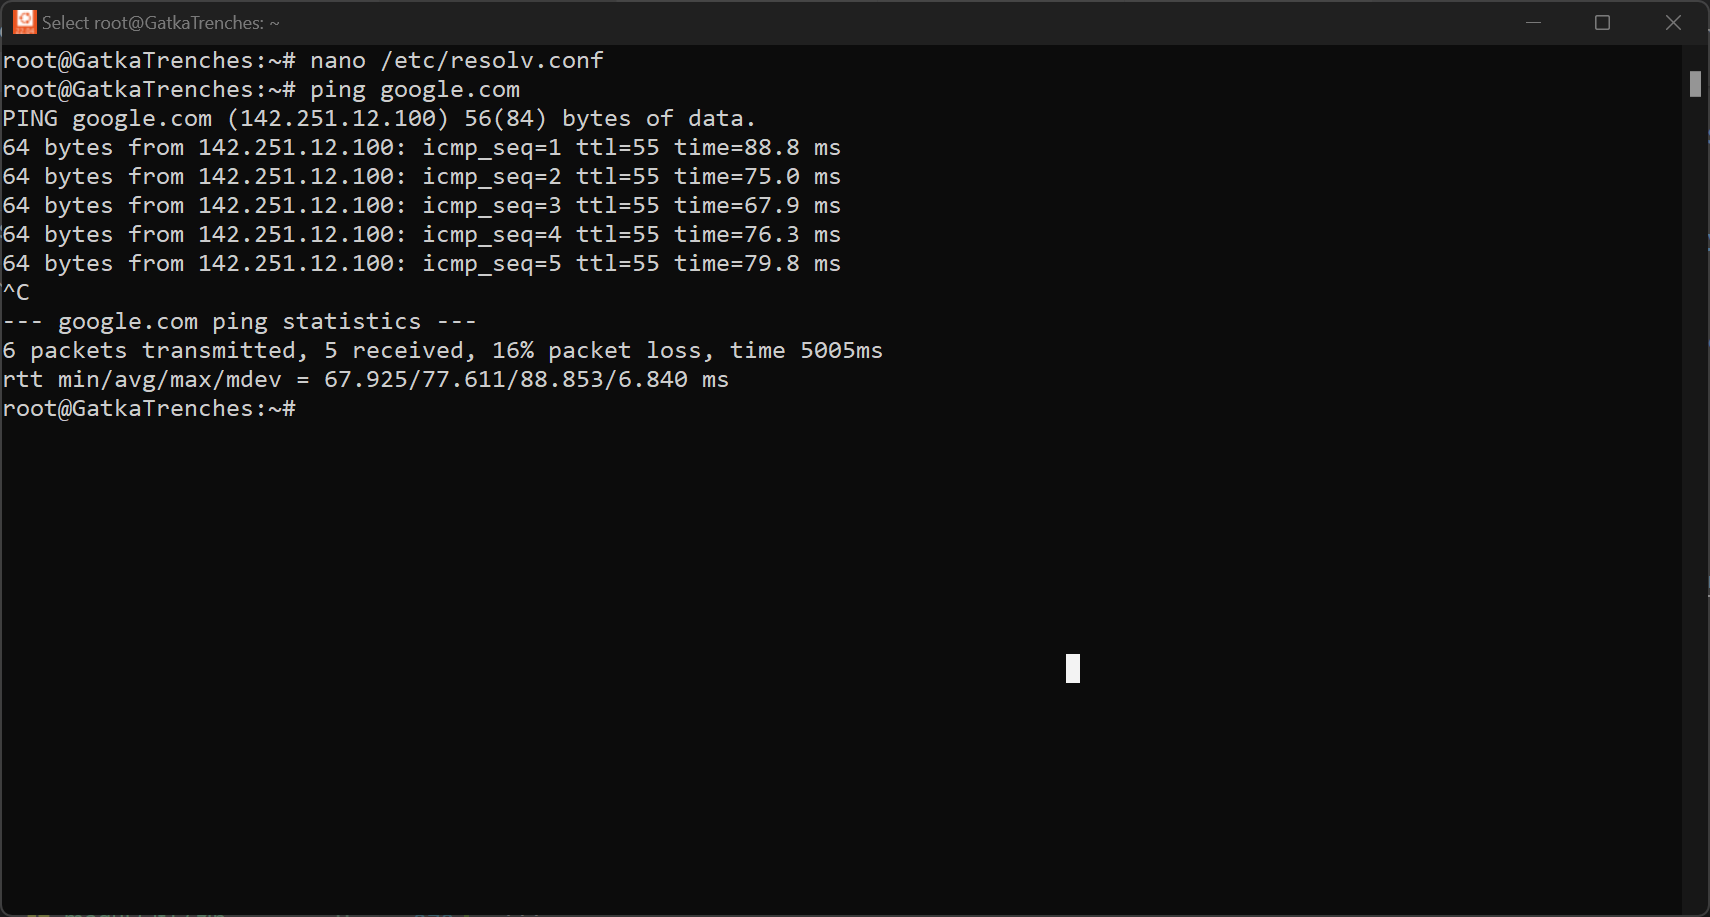 Select root@GatkaTrenches: ~
root@GatkaTrenches:~# nano /etc/resolv.conf
root@GatkaTrenches:~# ping google.com
PING google.com (142.251.12.100) 56(84) bytes of data.
64 bytes from 142.251.12.100: icmp_seq=1 ttl=55 time=88.8 ms
64 bytes from 142.251.12.100: icmp_seq=2 ttl=55 time=75.0 ms
64 bytes from 142.251.12.100: icmp_seq=3 ttl=55 time=67.9 ms
64 bytes from 142.251.12.100: icmp_seq=4 ttl=55 time=76.3 ms
64 bytes from 142.251.12.100: icmp_seq=5 ttl=55 time=79.8 ms
^C
--- google.com ping statistics ---
6 packets transmitted, 5 received, 16% packet loss, time 5005ms
rtt min/avg/max/mdev = 67.925/77.611/88.853/6.840 ms
root@GatkaTrenches:~#